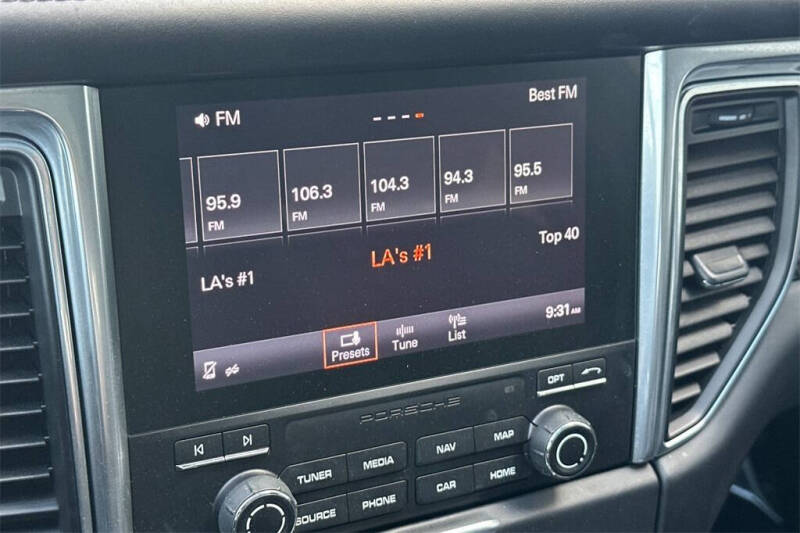 FM
Best FM
95.9
FM
106.3
FM
104.3
FM
94.3
FM
95.5
FM
LA's #1
LA's #1
Top 40
Presets
Tune
List
9:31 AM
PORSCHE
OPT
TUNER
MEDIA
NAV
MAP
SOURCE
PHONE
CAR
HOME